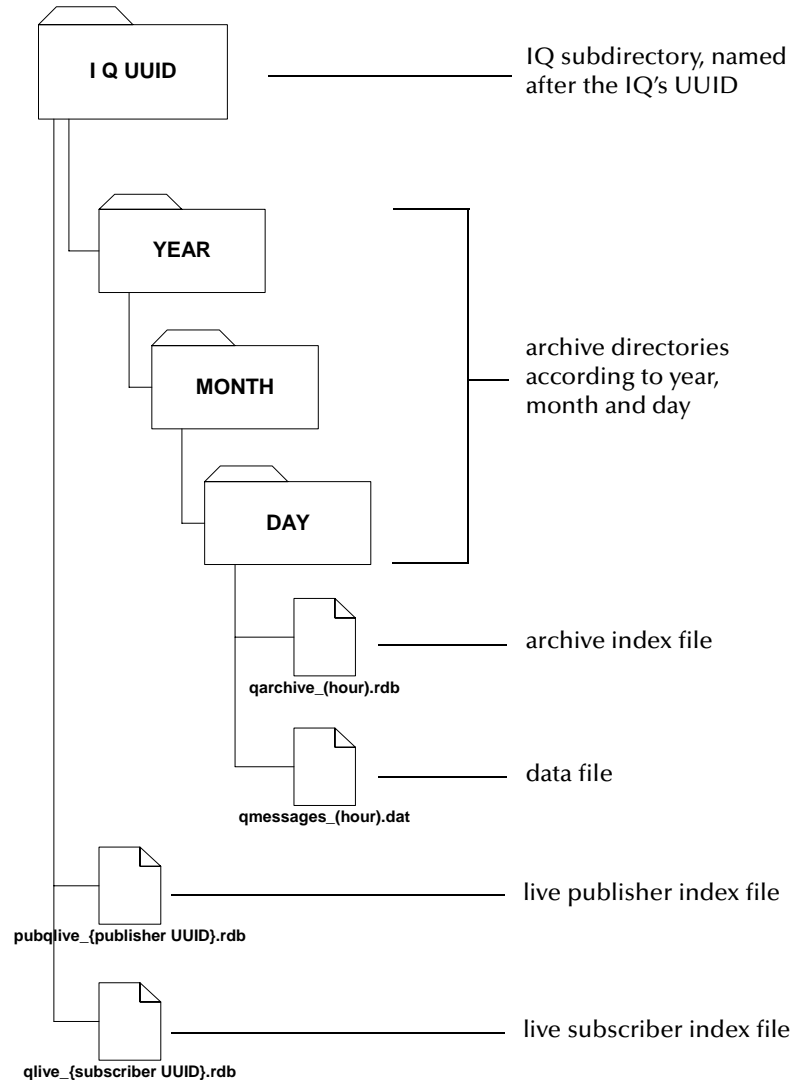 I Q UUID
IQ subdirectory, named
after the IQ’s UUID
YEAR
MONTH
DAY
archive directories
according to year,
month and day
archive index file
qarchive_(hour).rdb
data file
qmessages_(hour).dat
live publisher index file
pubqlive_{publisher UUID}.rdb
live subscriber index file
qlive_{subscriber UUID}.rdb